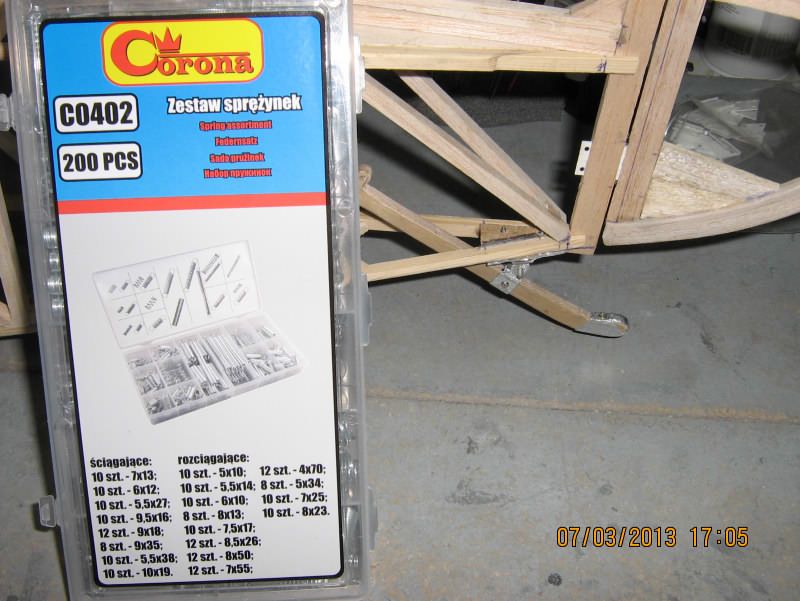 Corona
C0402
Zestaw sprężynek
200 PCS
Spring assortment
Federnsatz
Sada pružinek
Набор пружинок
ściągające:
10 szt. - 7x13;
10 szt. - 6x12;
10 szt. - 5,5x27;
10 szt. - 9,5x16;
12 szt. - 9x18;
8 szt. - 9x35;
10 szt. - 5,5x38;
10 szt. - 10x19.
rozciągające:
10 szt. - 5x10;
10 szt. - 5,5x14;
10 szt. - 6x10;
8 szt. - 8x13;
10 szt. - 7,5x17;
12 szt. - 8,5x26;
12 szt. - 8x50;
12 szt. - 7x55;
12 szt. - 4x70;
8 szt. - 5x34;
10 szt. - 7x25;
10 szt. - 8x23.
07/03/2013 17:05